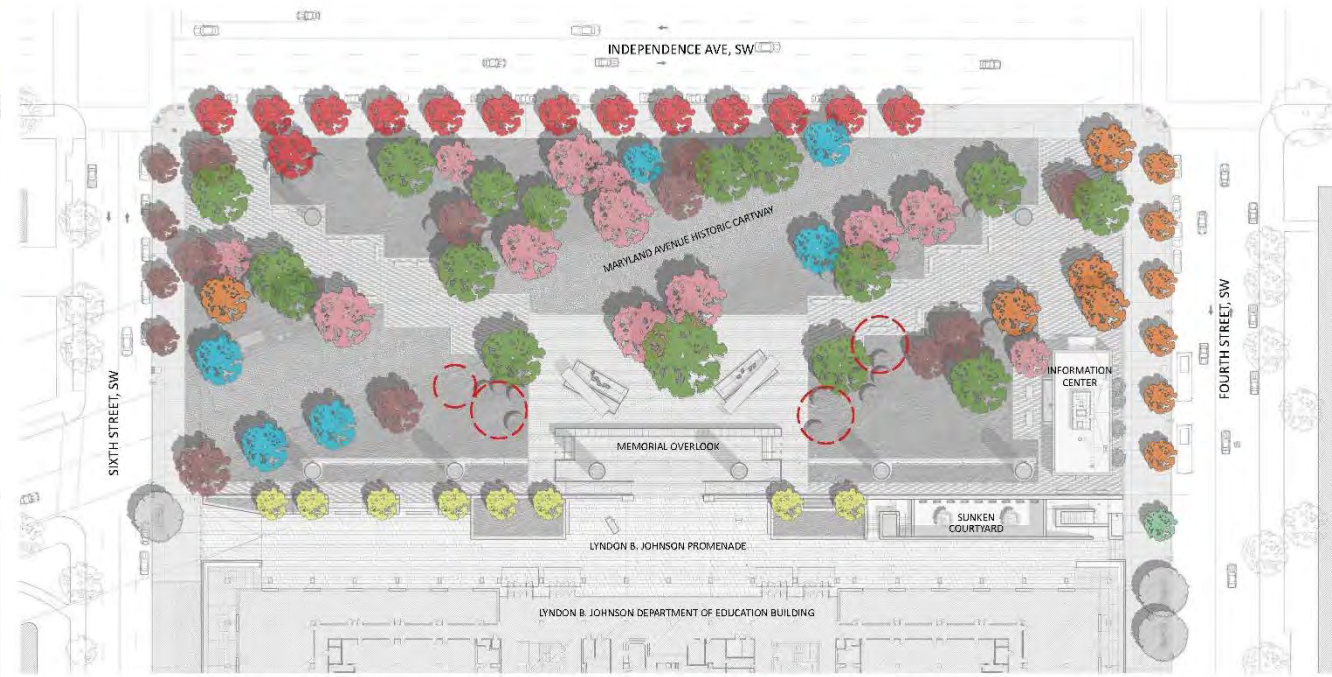 INDEPENDENCE AVE, SW
MARYLAND AVENUE HISTORIC CARTWAY
SIXTH STREET, SW
FOURTH STREET, SW
INFORMATION
CENTER
MEMORIAL OVERLOOK
SUNKEN
COURTYARD
LYNDON B. JOHNSON PROMENADE
LYNDON B. JOHNSON DEPARTMENT OF EDUCATION BUILDING